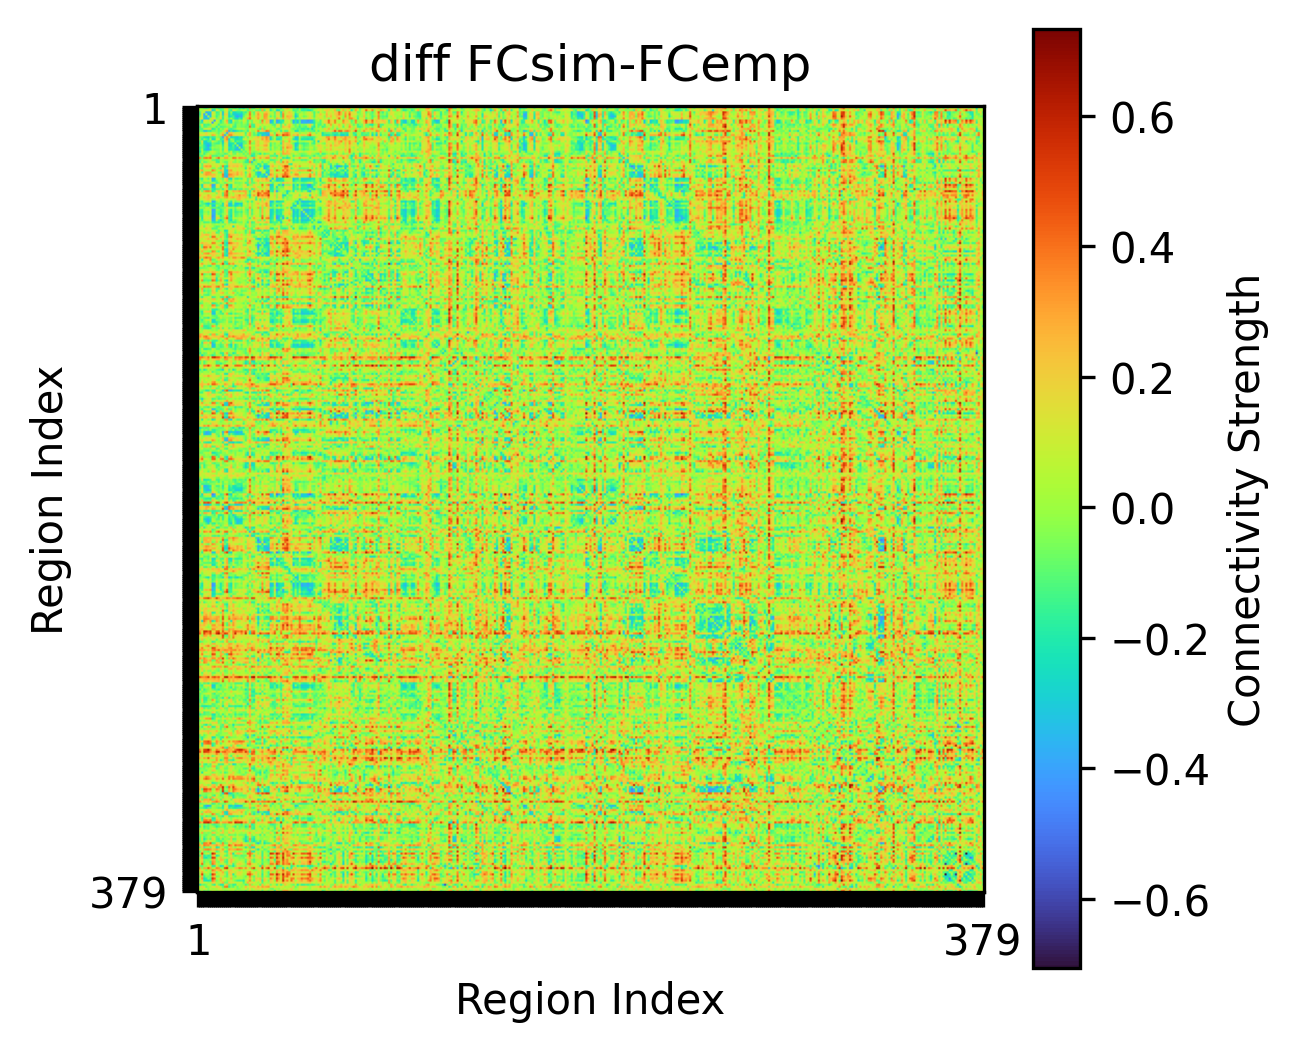 diff FCsim-FCemp
1
379
1
379
Region Index
Region Index
0.6
0.4
0.2
0.0
−0.2
−0.4
−0.6
Connectivity Strength